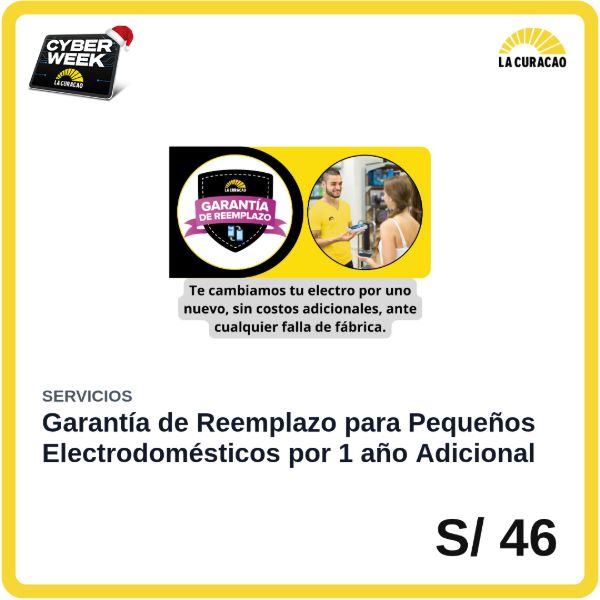 CYBER
WEEK
LA CURACAO
LA CURACAO
LA CURACAO
GARANTÍA
DE REEMPLAZO
Te cambiamos tu electro por uno
nuevo, sin costos adicionales, ante
cualquier falla de fábrica.
SERVICIOS
Garantía de Reemplazo para Pequeños
Electrodomésticos por 1 año Adicional
S/ 46